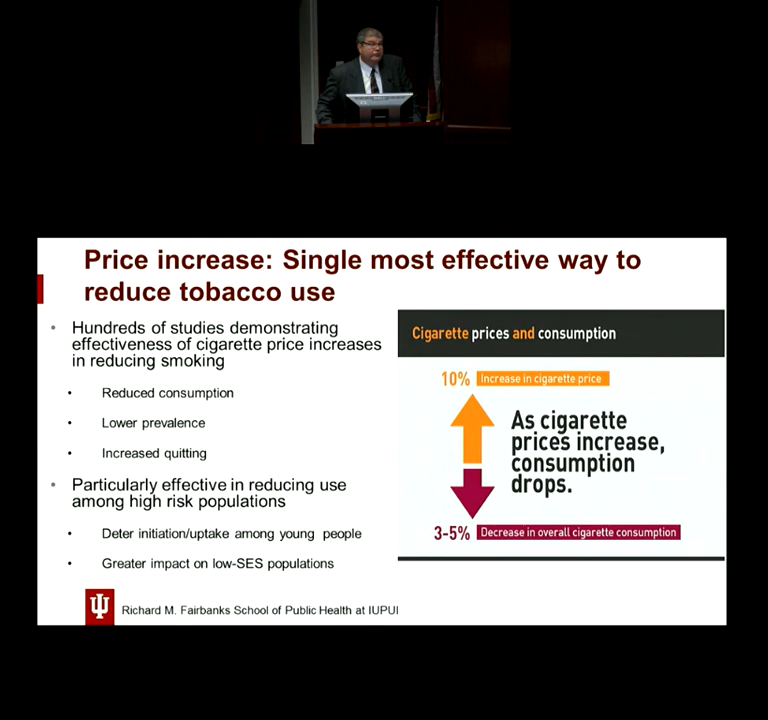 Price increase: Single most effective way to
reduce tobacco use
• Hundreds of studies demonstrating
effectiveness of cigarette price increases
in reducing smoking
• Reduced consumption
• Lower prevalence
• Increased quitting
• Particularly effective in reducing use
among high risk populations
• Deter initiation/uptake among young people
• Greater impact on low-SES populations
Cigarette prices and consumption
10% Increase in cigarette price
As cigarette
prices increase,
consumption
drops.
3-5% Decrease in overall cigarette consumption
Richard M. Fairbanks School of Public Health at IUPUI